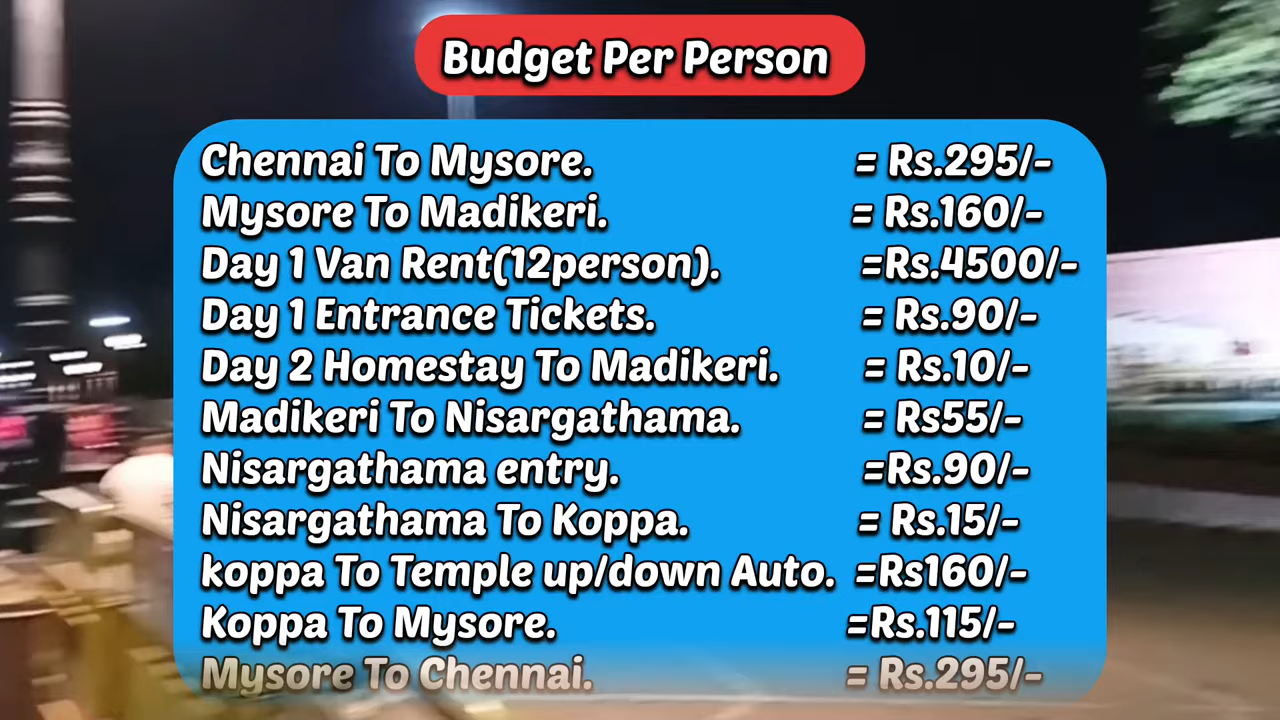 Budget Per Person
Chennai To Mysore. = Rs.295/-
Mysore To Madikeri. = Rs.160/-
Day 1 Van Rent(12person). =Rs.4500/-
Day 1 Entrance Tickets. = Rs.90/-
Day 2 Homestay To Madikeri. = Rs.10/-
Madikeri To Nisargathama. = Rs55/-
Nisargathama entry. =Rs.90/-
Nisargathama To Koppa. = Rs.15/-
koppa To Temple up/down Auto. =Rs160/-
Koppa To Mysore. =Rs.115/-
Mysore To Chennai. = Rs.295/-